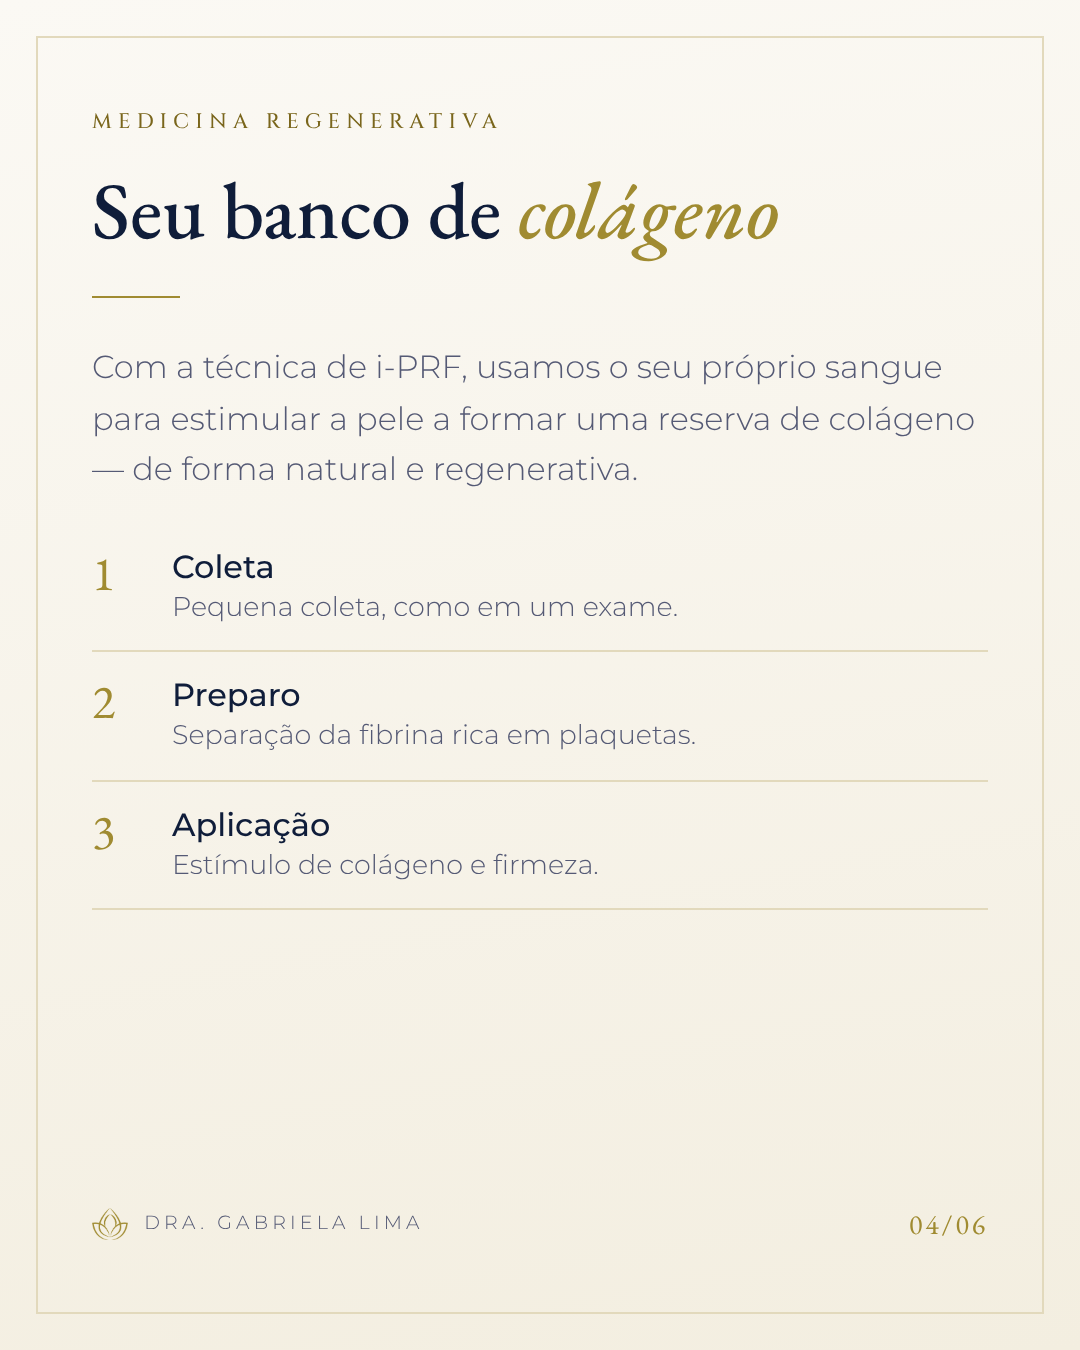 MEDICINA REGENERATIVA
Seu banco de colágeno
Com a técnica de i-PRF, usamos o seu próprio sangue
para estimular a pele a formar uma reserva de colágeno
— de forma natural e regenerativa.
1 Coleta
Pequena coleta, como em um exame.
2 Preparo
Separação da fibrina rica em plaquetas.
3 Aplicação
Estímulo de colágeno e firmeza.
DRA. GABRIELA LIMA 04/06